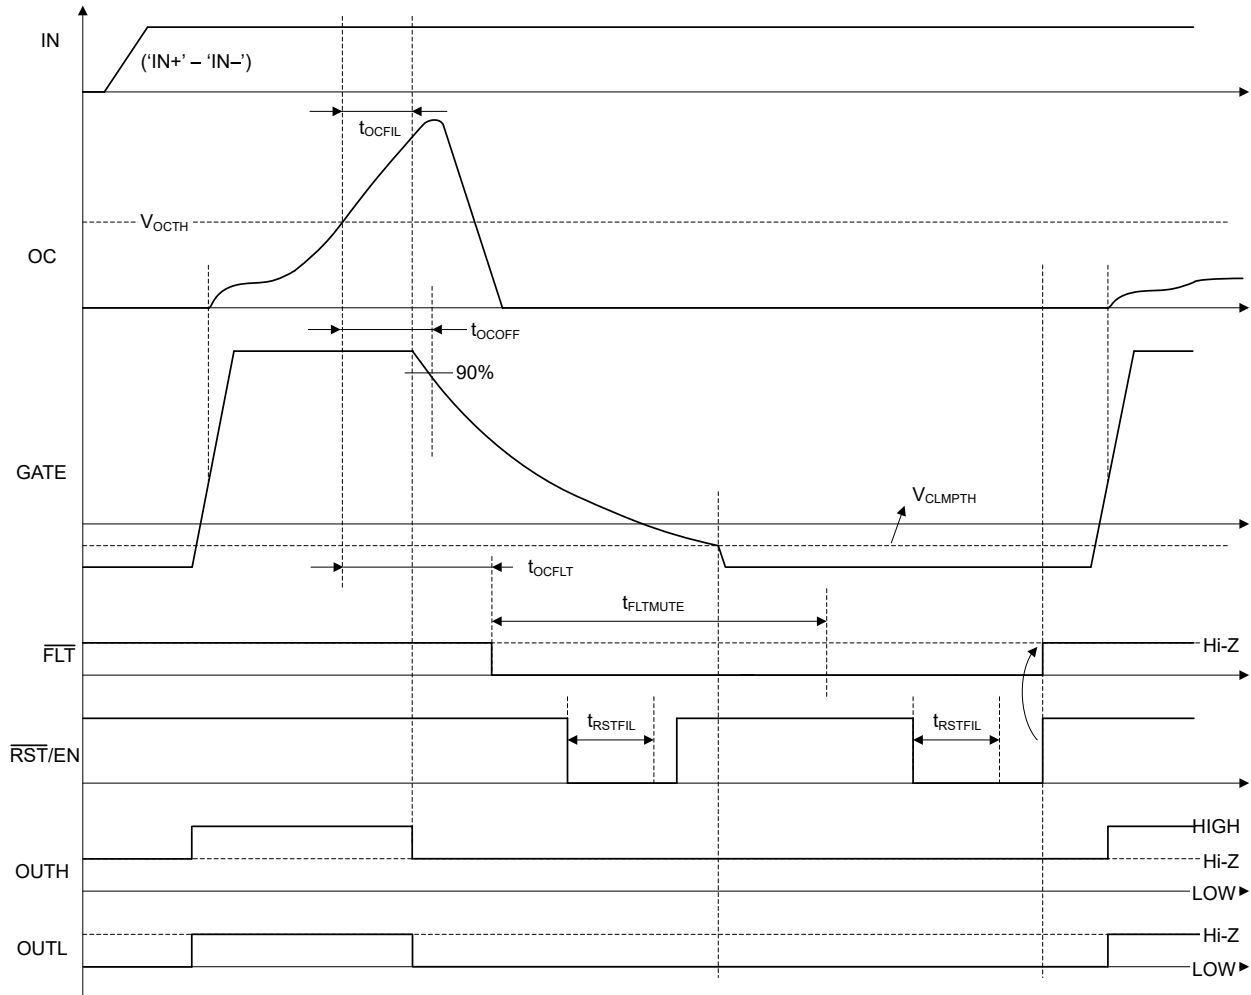 IN
('IN+' – 'IN–')
tOCFIL
VOCTH
OC
tOCOFF
90%
GATE
VCLMPTH
tOCFLT
tFLTMUTE
FLT
Hi-Z
tRSTFIL
tRSTFIL
RST/EN
HIGH
OUTH
Hi-Z
LOW
OUTL
Hi-Z
LOW